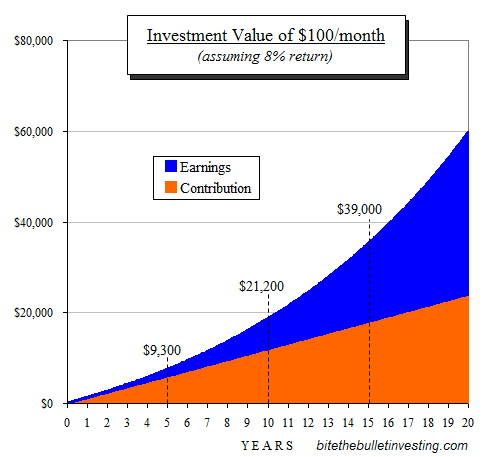 Investment Value of $100/month
(assuming 8% return)
$80,000
$60,000
$40,000
$20,000
$0
Earnings
Contribution
$39,000
$21,200
$9,300
0 1 2 3 4 5 6 7 8 9 10 11 12 13 14 15 16 17 18 19 20
YEARS
bitethebulletinvesting.com